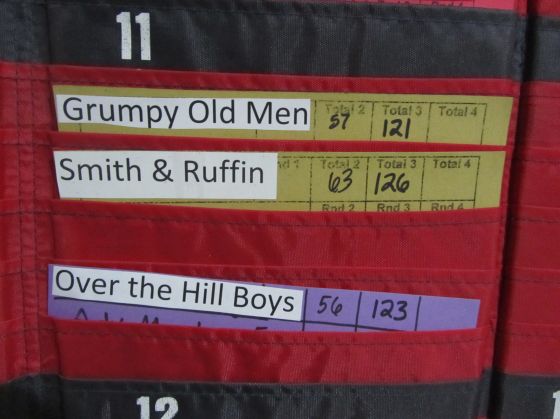 11
Grumpy Old Men Total 2 Total 3 Total 4
57 121
Smith & Ruffin Total 2 Total 3 Total 4
63 126
Rnd 2 Rnd 3 Rnd 4
Over the Hill Boys 56 123
12